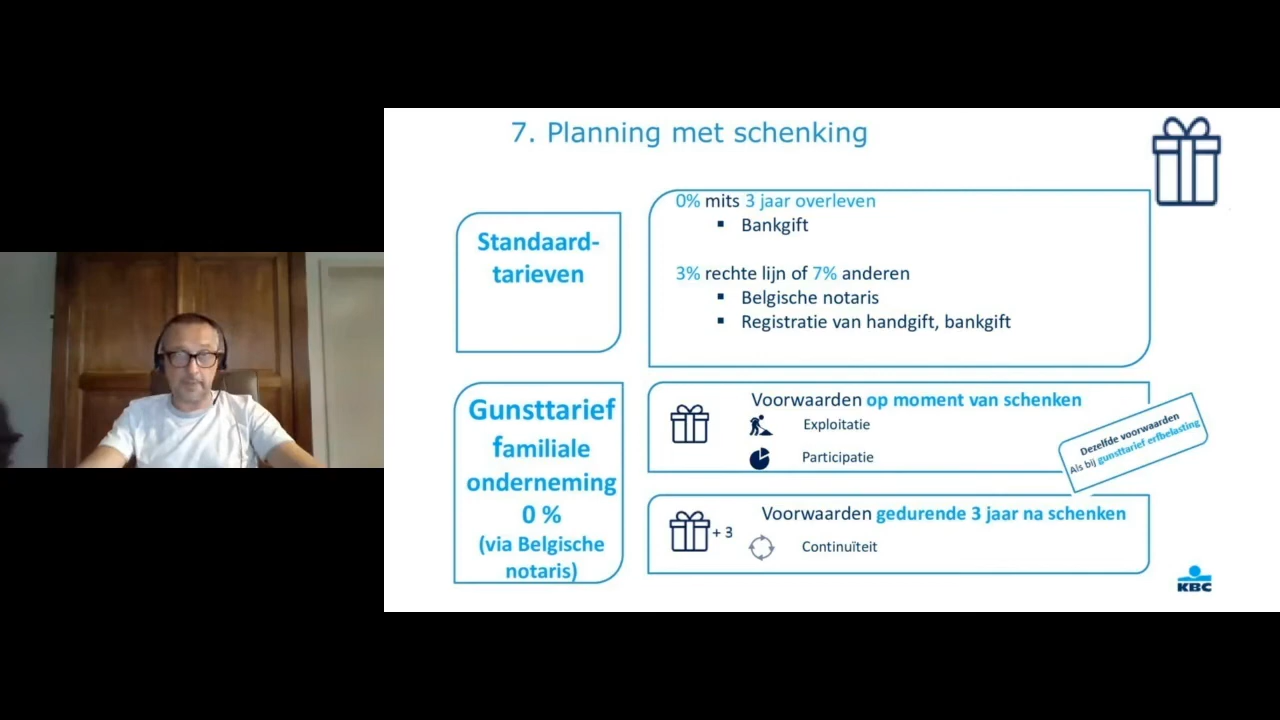 7. Planning met schenking
Standaard-
tarieven
0% mits 3 jaar overleven
▪ Bankgift
3% rechte lijn of 7% anderen
▪ Belgische notaris
▪ Registratie van handgift, bankgift
Gunsttarief
familiale
onderneming
0 %
(via Belgische
notaris)
Voorwaarden op moment van schenken
Exploitatie
Participatie
Dezelfde voorwaarden
Als bij gunsttarief erfbelasting
+ 3
Voorwaarden gedurende 3 jaar na schenken
Continuïteit
KBC